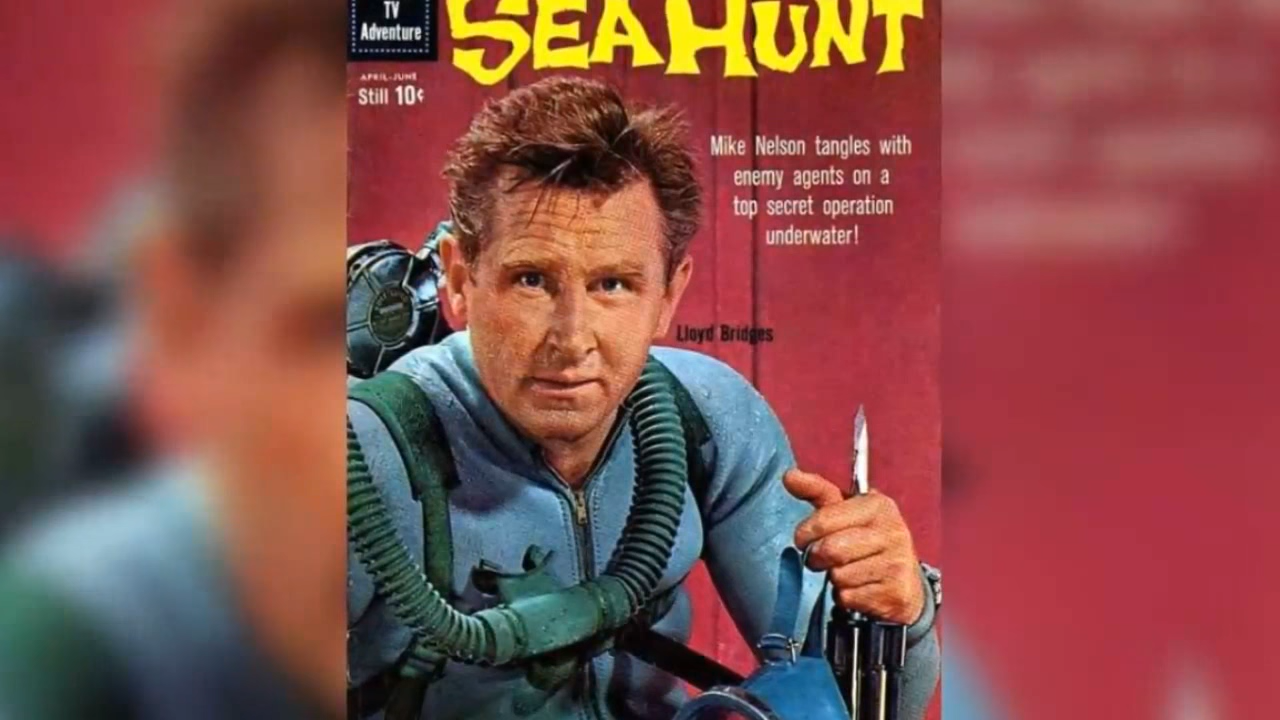 TV
Adventure
SEA HUNT
APRIL-JUNE
Still 10¢
Mike Nelson tangles with
enemy agents on a
top secret operation
underwater!
Lloyd Bridges